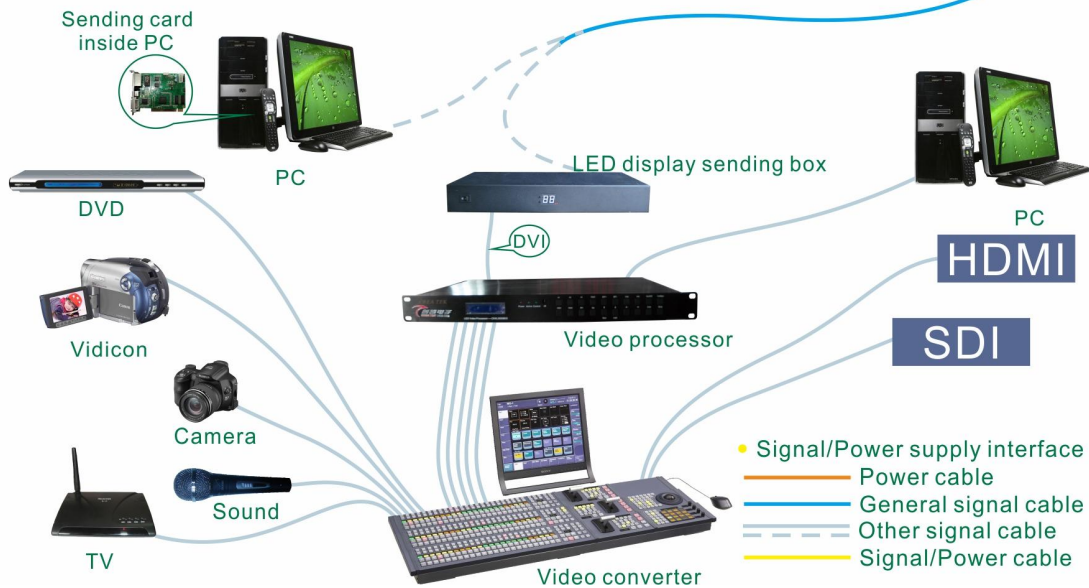 Sending card
inside PC
PC
LED display sending box
88
DVD
DVI
PC
HDMI
Vidicon
Video processor
SDI
Camera
Sound
TV
Video converter
Signal/Power supply interface
Power cable
General signal cable
Other signal cable
Signal/Power cable